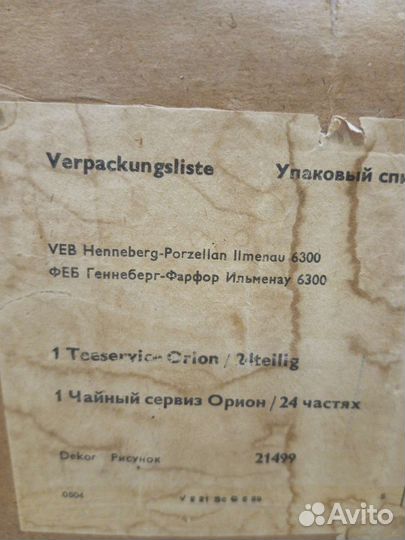 Verpackungsliste Упаковый спи
VEB Henneberg-Porzellan Ilmenau 6300
ФЕБ Геннеберг-Фарфор Ильменау 6300
1 Teeservice Orion / 24teilig
1 Чайный сервиз Орион / 24 частях
Dekor Рисунок 21499
0604
Avito